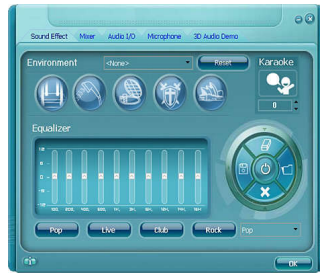 Sound Effect Mixer Audio I/O Microphone 3D Audio Demo
Environment <None> Reset Karaoke
0
Equalizer
Pop Live Club Rock Pop
OK